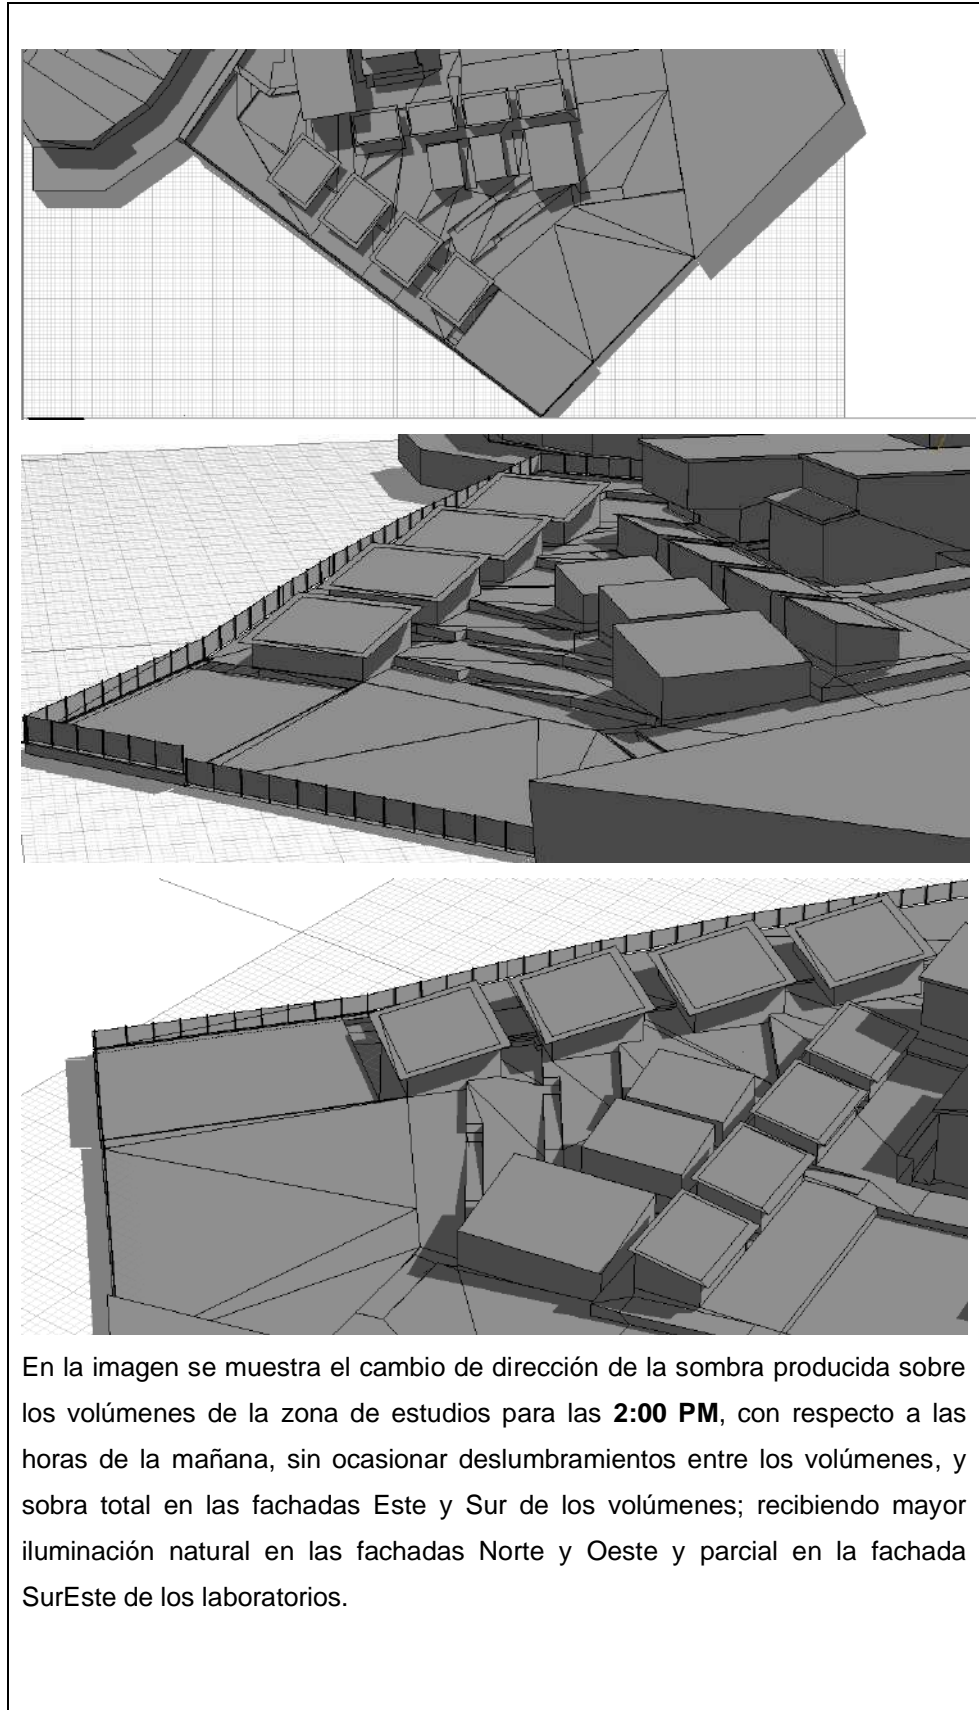 En la imagen se muestra el cambio de dirección de la sombra producida sobre
los volúmenes de la zona de estudios para las 2:00 PM, con respecto a las
horas de la mañana, sin ocasionar deslumbramientos entre los volúmenes, y
sobra total en las fachadas Este y Sur de los volúmenes; recibiendo mayor
iluminación natural en las fachadas Norte y Oeste y parcial en la fachada
SurEste de los laboratorios.